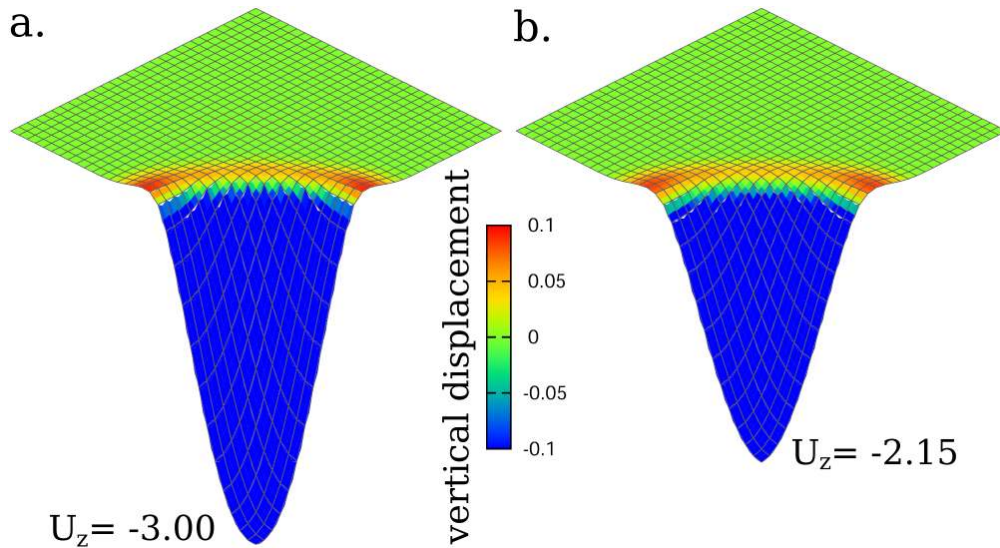 a.
b.
vertical displacement
0.1
0.05
0
-0.05
-0.1
Uz= -3.00
Uz= -2.15